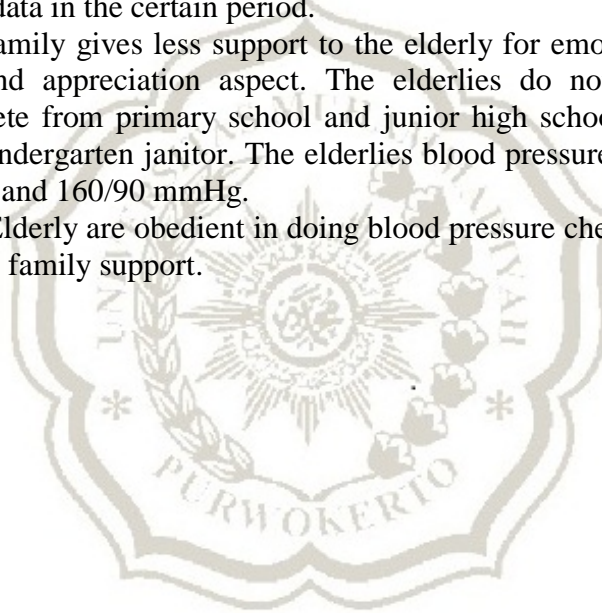 data in the certain period.
amily gives less support to the elderly for emo
nd appreciation aspect. The elderlies do no
ete from primary school and junior high schoo
ndergarten janitor. The elderlies blood pressure
and 160/90 mmHg.
Elderly are obedient in doing blood pressure che
family support.
PURWOKERTO